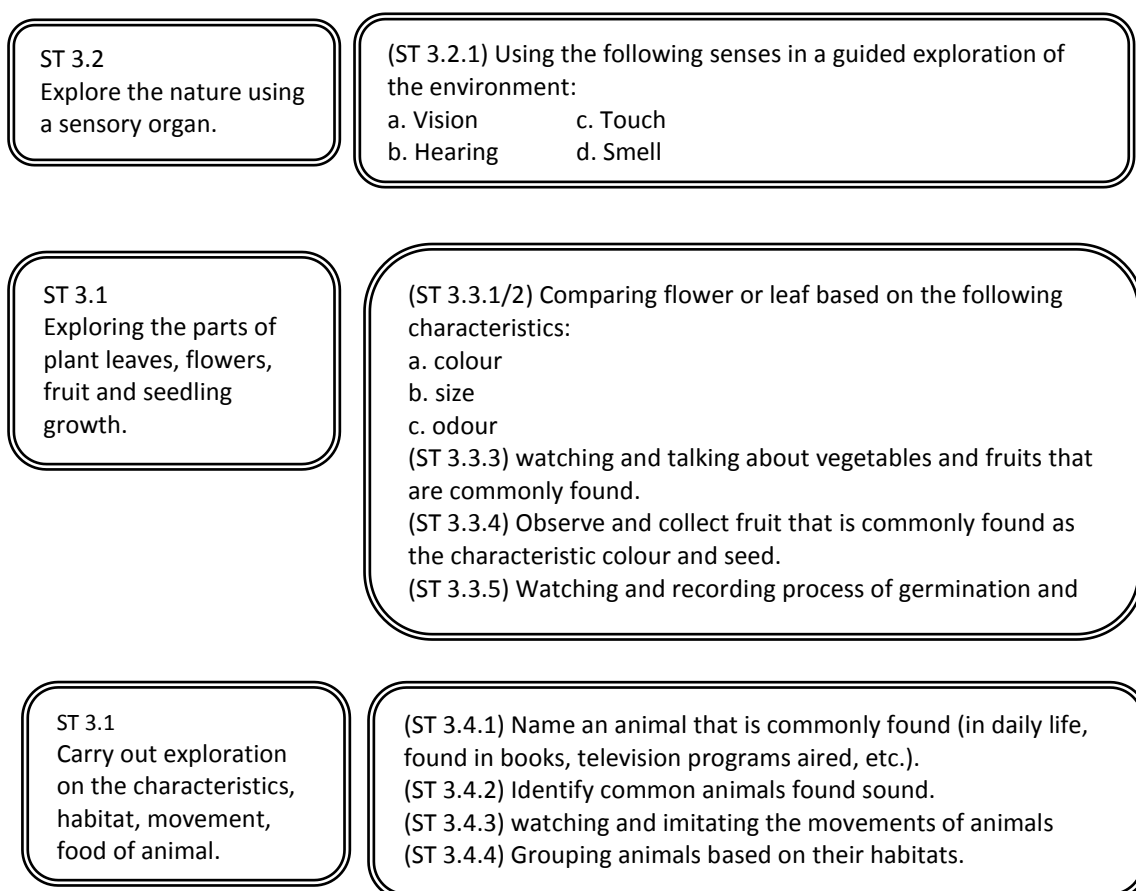 ST 3.2
Explore the nature using
a sensory organ.
(ST 3.2.1) Using the following senses in a guided exploration of
the environment:
a. Vision c. Touch
b. Hearing d. Smell
ST 3.1
Exploring the parts of
plant leaves, flowers,
fruit and seedling
growth.
(ST 3.3.1/2) Comparing flower or leaf based on the following
characteristics:
a. colour
b. size
c. odour
(ST 3.3.3) watching and talking about vegetables and fruits that
are commonly found.
(ST 3.3.4) Observe and collect fruit that is commonly found as
the characteristic colour and seed.
(ST 3.3.5) Watching and recording process of germination and
ST 3.1
Carry out exploration
on the characteristics,
habitat, movement,
food of animal.
(ST 3.4.1) Name an animal that is commonly found (in daily life,
found in books, television programs aired, etc.).
(ST 3.4.2) Identify common animals found sound.
(ST 3.4.3) watching and imitating the movements of animals
(ST 3.4.4) Grouping animals based on their habitats.